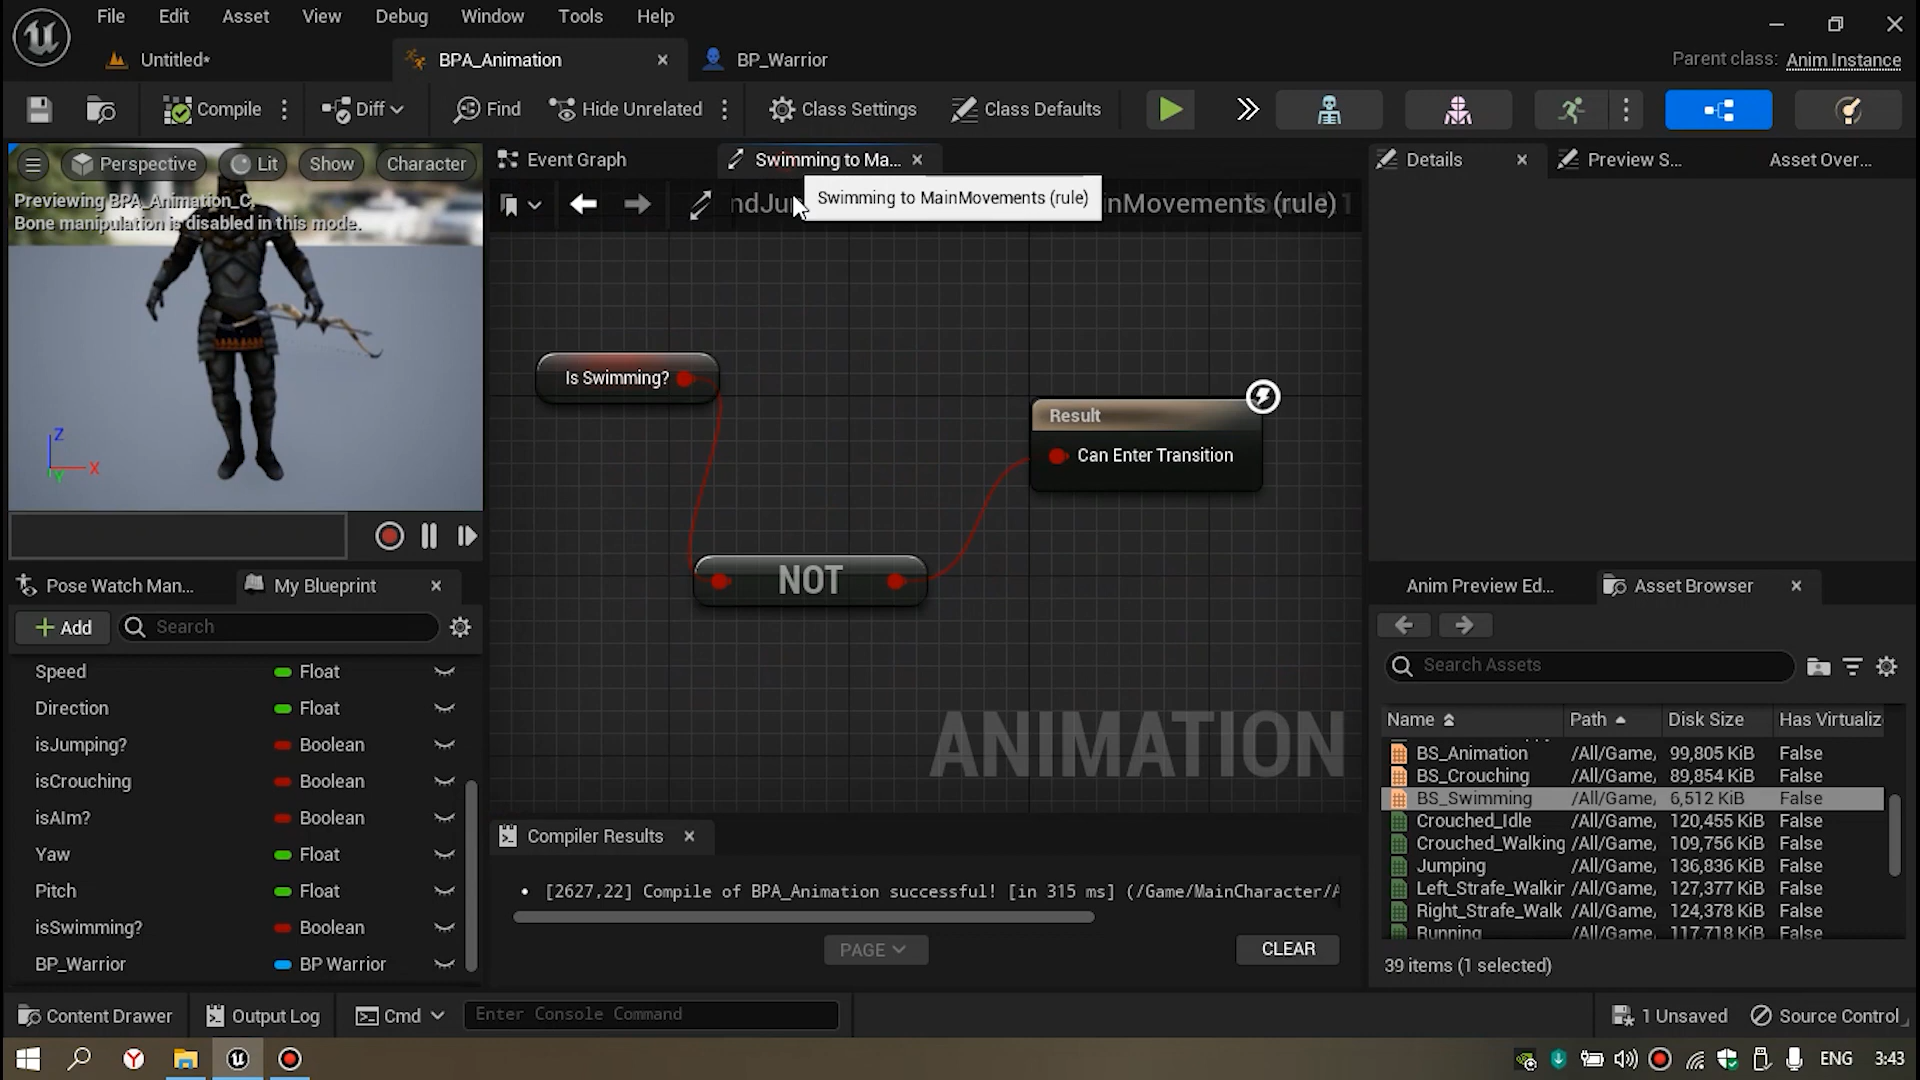 File Edit Asset View Debug Window Tools Help
Untitled* BPA_Animation BP_Warrior
Parent class: Anim Instance
Compile Diff Find Hide Unrelated Class Settings Class Defaults
Perspective Lit Show Character
Previewing BPA_Animation_C.
Bone manipulation is disabled in this mode.
Z
X
Y
Event Graph Swimming to Ma...
Swimming to MainMovements (rule)
nMovements (rule)
Is Swimming?
Result
Can Enter Transition
NOT
ANIMATION
Details Preview S... Asset Over...
Pose Watch Man... My Blueprint
Add Search
Speed Float
Direction Float
isJumping? Boolean
isCrouching Boolean
isAIm? Boolean
Yaw Float
Pitch Float
isSwimming? Boolean
BP_Warrior BP Warrior
Compiler Results
• [2627,22] Compile of BPA_Animation successful! [in 315 ms] (/Game/MainCharacter/
PAGE CLEAR
Anim Preview Ed... Asset Browser
Search Assets
Name Path Disk Size Has Virtualiz
BS_Animation /All/Game, 99,805 KiB False
BS_Crouching /All/Game, 89,854 KiB False
BS_Swimming /All/Game, 6,512 KiB False
Crouched_Idle /All/Game, 120,455 KiB False
Crouched_Walking /All/Game, 109,756 KiB False
Jumping /All/Game, 136,836 KiB False
Left_Strafe_Walkir /All/Game, 127,377 KiB False
Right_Strafe_Walk /All/Game, 124,378 KiB False
Running /All/Game, 117,718 KiB False
39 items (1 selected)
Content Drawer Output Log Cmd Enter Console Command 1 Unsaved Source Control
ENG 3:43